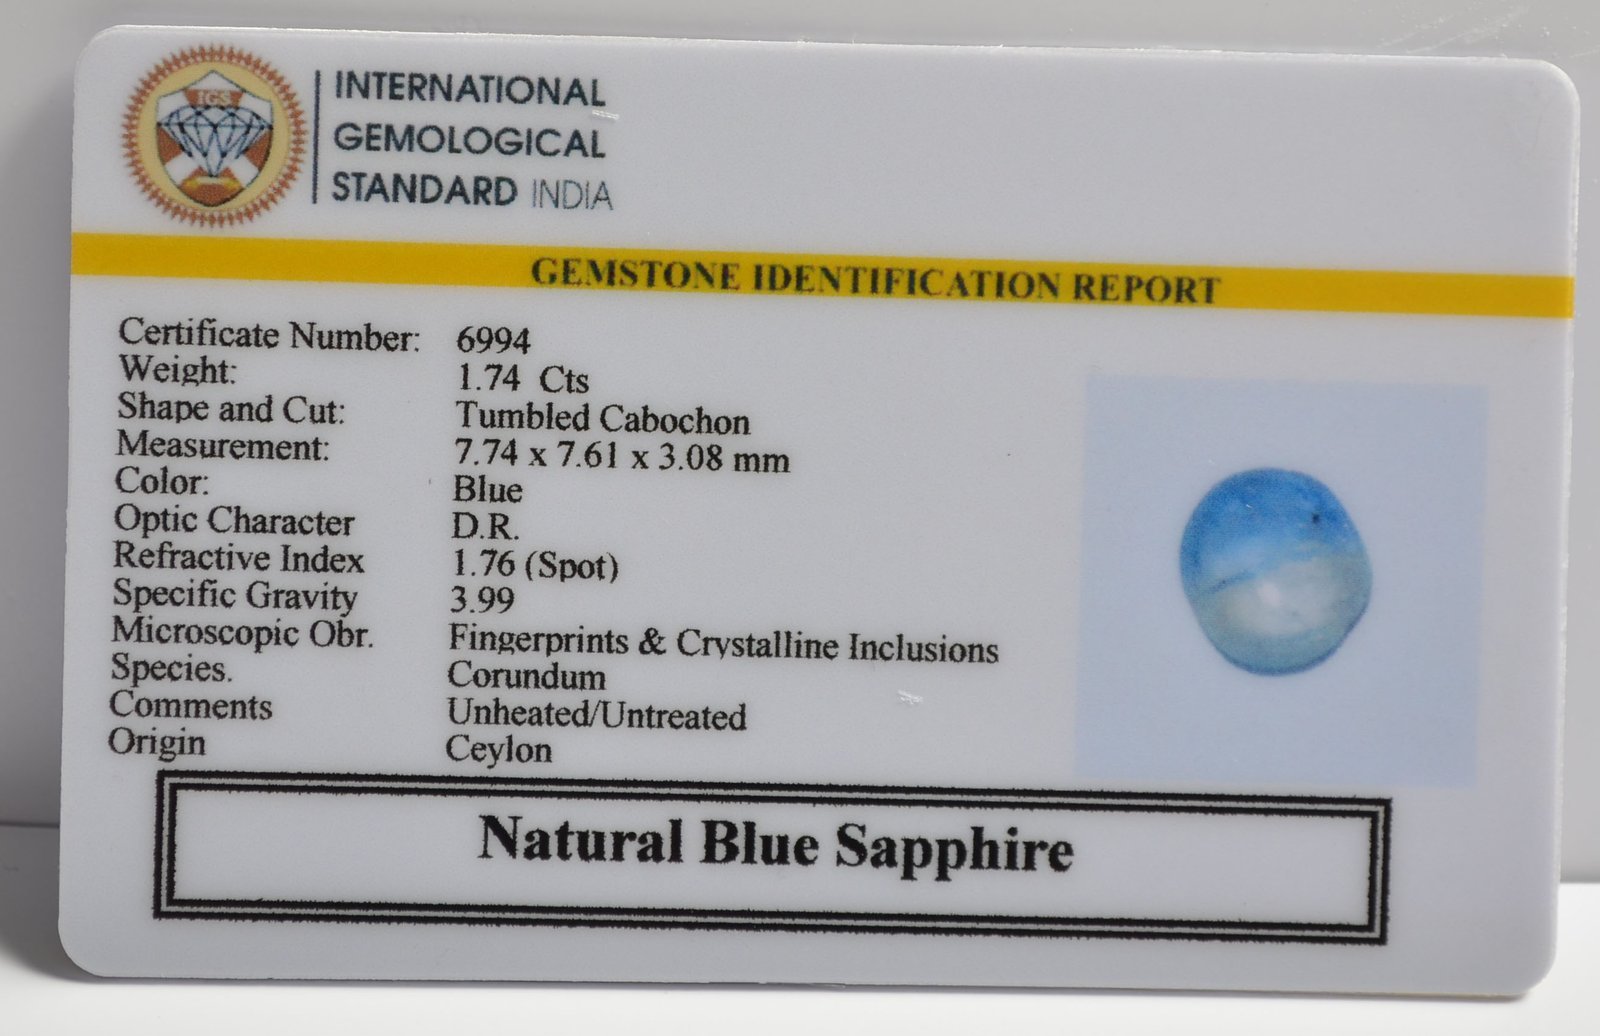 IGS
INTERNATIONAL
GEMOLOGICAL
STANDARD INDIA
GEMSTONE IDENTIFICATION REPORT
Certificate Number: 6994
Weight: 1.74 Cts
Shape and Cut: Tumbled Cabochon
Measurement: 7.74 x 7.61 x 3.08 mm
Color: Blue
Optic Character D.R.
Refractive Index 1.76 (Spot)
Specific Gravity 3.99
Microscopic Obr. Fingerprints & Crystalline Inclusions
Species. Corundum
Comments Unheated/Untreated
Origin Ceylon
Natural Blue Sapphire